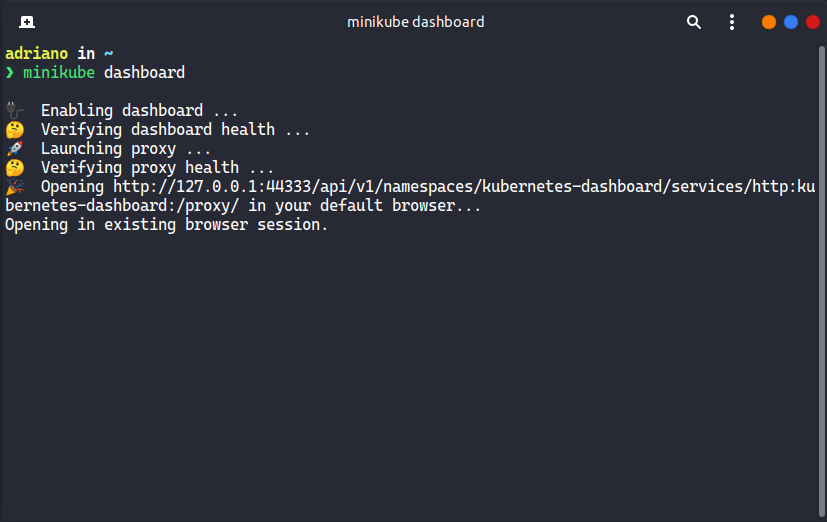 minikube dashboard
adriano in ~
❯ minikube dashboard
🔌 Enabling dashboard ...
🤔 Verifying dashboard health ...
🚀 Launching proxy ...
🤔 Verifying proxy health ...
🎉 Opening http://127.0.0.1:44333/api/v1/namespaces/kubernetes-dashboard/services/http:ku
bernetes-dashboard:/proxy/ in your default browser...
Opening in existing browser session.